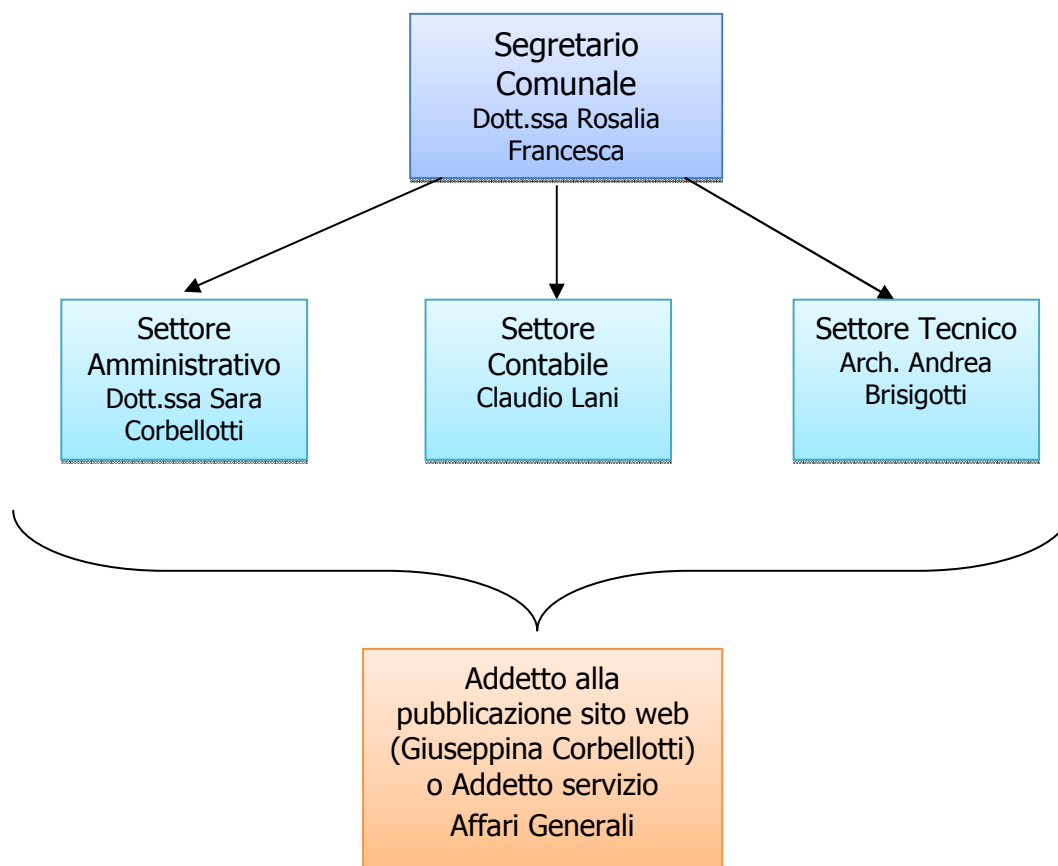 Segretario
Comunale
Dott.ssa Rosalia
Francesca
Settore
Amministrativo
Dott.ssa Sara
Corbellotti
Settore
Contabile
Claudio Lani
Settore Tecnico
Arch. Andrea
Brisigotti
Addetto alla
pubblicazione sito web
(Giuseppina Corbellotti)
o Addetto servizio
Affari Generali